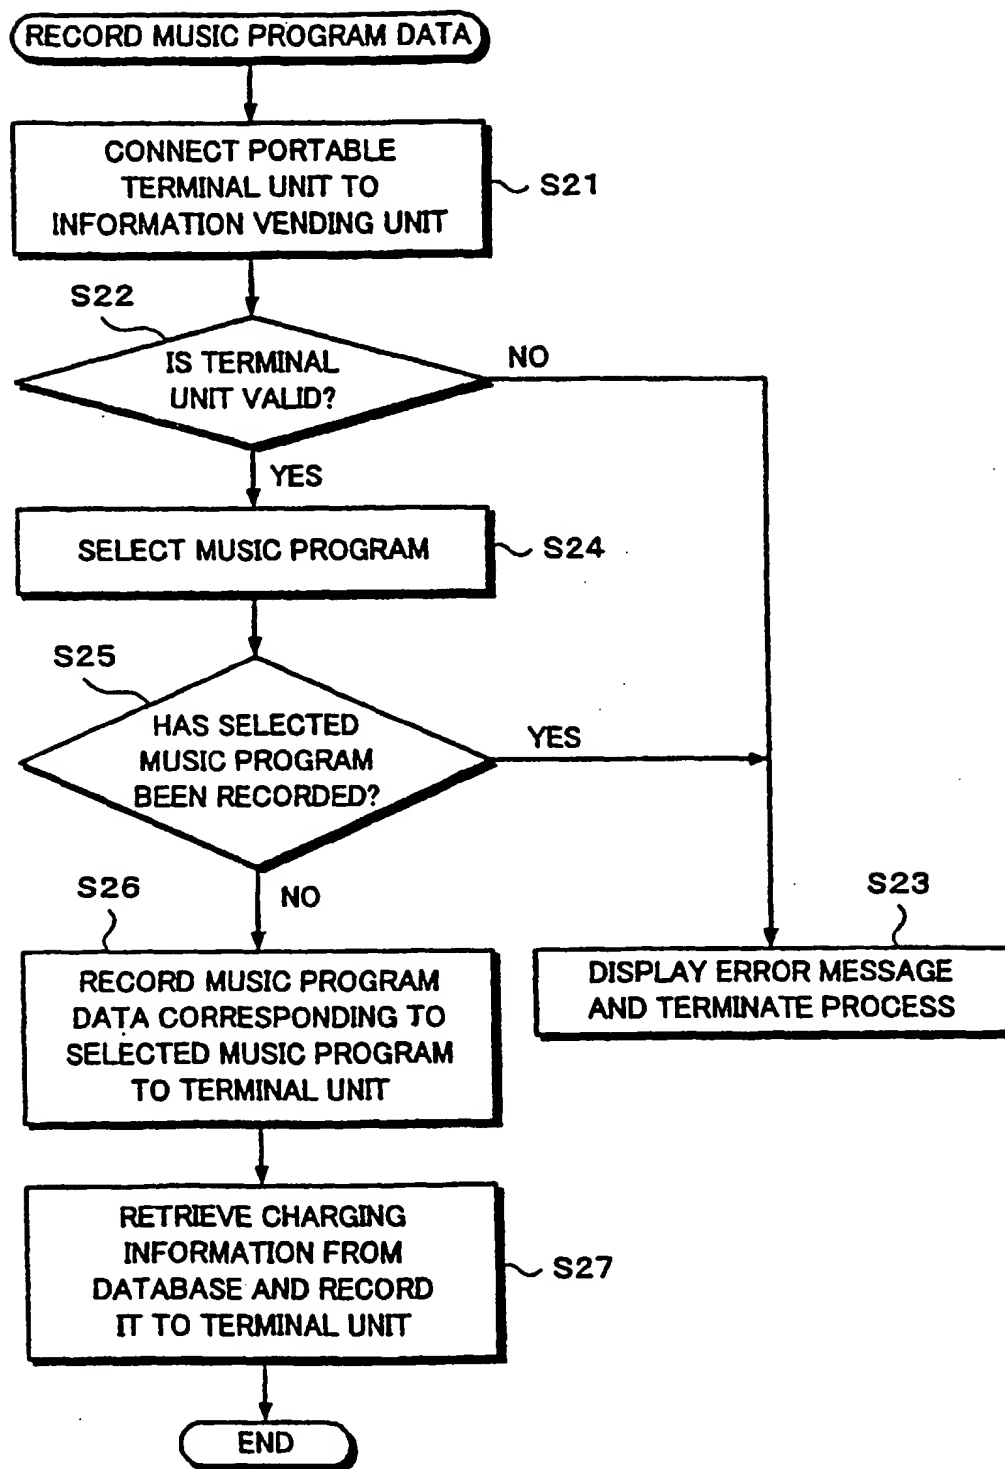 RECORD MUSIC PROGRAM DATA
CONNECT PORTABLE
TERMINAL UNIT TO
INFORMATION VENDING UNIT
S21
S22
IS TERMINAL
UNIT VALID?
NO
YES
SELECT MUSIC PROGRAM
S24
S25
HAS SELECTED
MUSIC PROGRAM
BEEN RECORDED?
YES
NO
S26
RECORD MUSIC PROGRAM
DATA CORRESPONDING TO
SELECTED MUSIC PROGRAM
TO TERMINAL UNIT
S23
DISPLAY ERROR MESSAGE
AND TERMINATE PROCESS
RETRIEVE CHARGING
INFORMATION FROM
DATABASE AND RECORD
IT TO TERMINAL UNIT
S27
END